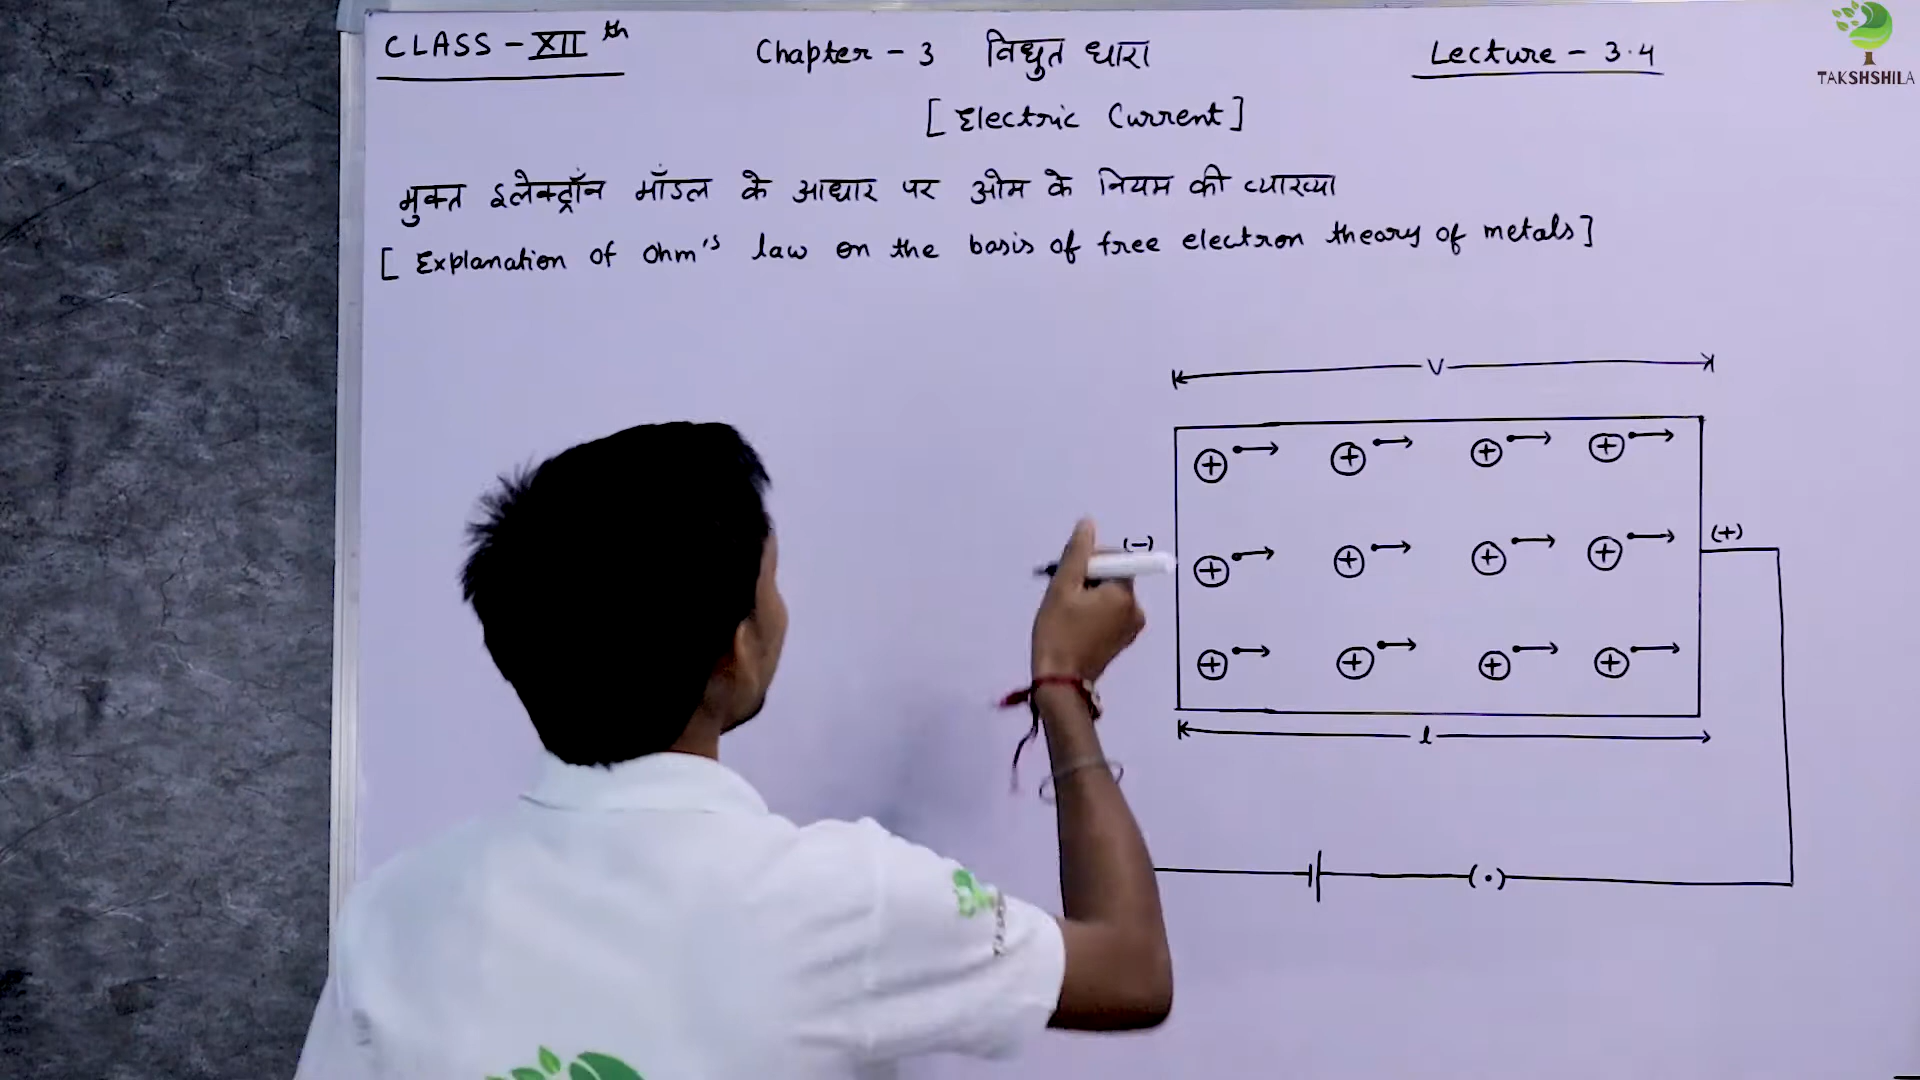 CLASS - XII th Chapter - 3 विधुत धारा Lecture - 3.4
TAKSHSHILA
[ Electric Current ]
मुक्त इलेक्ट्रॉन मॉडल के आधार पर ओम के नियम की व्याख्या
[ Explanation of Ohm's law on the basis of free electron theory of metals ]
V
+ + + +
(-) (+)
+ + + +
+ + + +
l
(.)